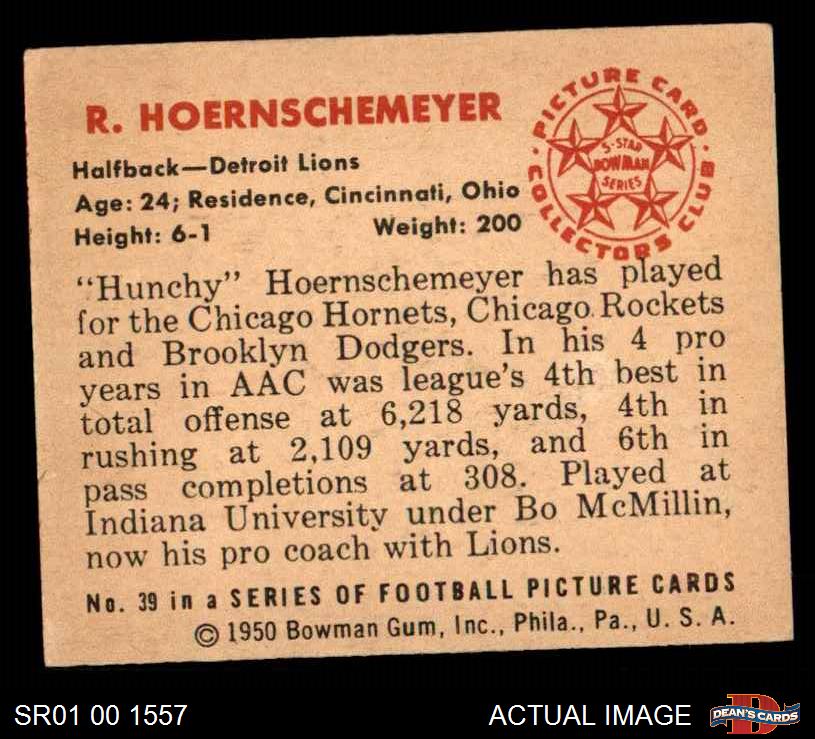 R. HOERNSCHEMEYER
Halfback—Detroit Lions
Age: 24; Residence, Cincinnati, Ohio
Height: 6-1 Weight: 200
PICTURE CARD
COLLECTORS CLUB
5-STAR
BOWMAN
SERIES
"Hunchy" Hoernschemeyer has played
for the Chicago Hornets, Chicago Rockets
and Brooklyn Dodgers. In his 4 pro
years in AAC was league's 4th best in
total offense at 6,218 yards, 4th in
rushing at 2,109 yards, and 6th in
pass completions at 308. Played at
Indiana University under Bo McMillin,
now his pro coach with Lions.
No. 39 in a SERIES OF FOOTBALL PICTURE CARDS
© 1950 Bowman Gum, Inc., Phila., Pa., U. S. A.
SR01 00 1557
ACTUAL IMAGE
D
DEAN'S CARDS